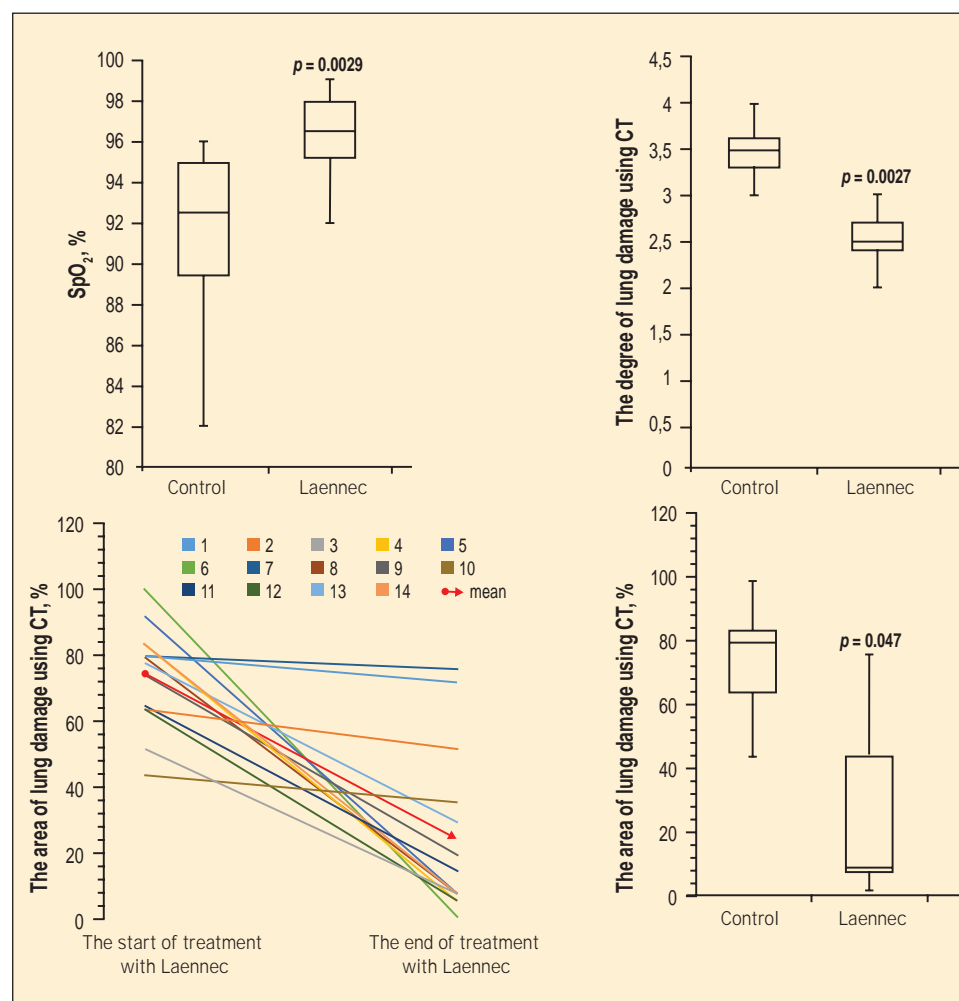 SpO₂, %
100
98
96
94
92
90
88
86
84
82
80
p = 0.0029
Control
Laennec
The degree of lung damage using CT
4,5
4
3,5
3
2,5
2
1,5
1
0,5
0
p = 0.0027
Control
Laennec
The area of lung damage using CT, %
120
100
80
60
40
20
0
1 2 3 4 5
6 7 8 9 10
11 12 13 14 mean
The start of treatment
with Laennec
The end of treatment
with Laennec
The area of lung damage using CT, %
120
100
80
60
40
20
0
p = 0.047
Control
Laennec